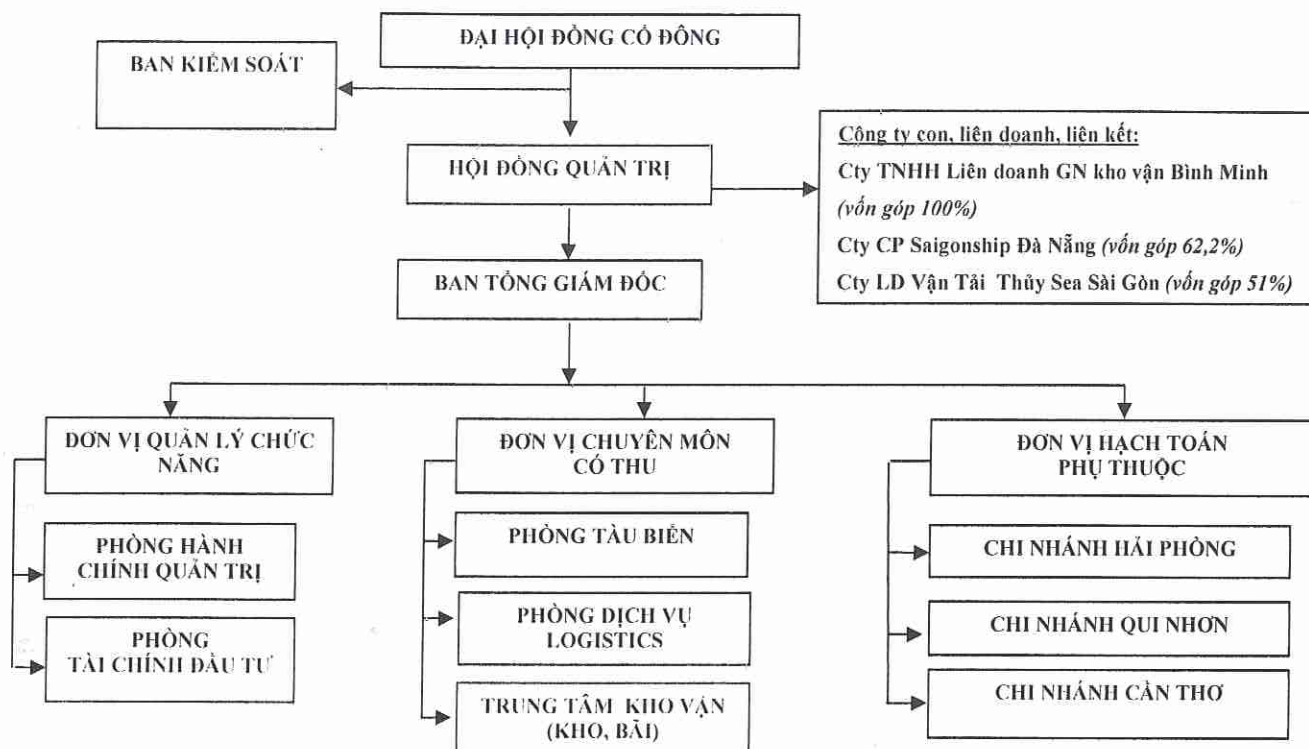 ĐẠI HỘI ĐỒNG CỔ ĐÔNG
BAN KIỂM SOÁT
HỘI ĐỒNG QUẢN TRỊ
Công ty con, liên doanh, liên kết:
Cty TNHH Liên doanh GN kho vận Bình Minh
(vốn góp 100%)
Cty CP Saigonship Đà Nẵng (vốn góp 62,2%)
Cty LD Vận Tải Thủy Sea Sài Gòn (vốn góp 51%)
BAN TỔNG GIÁM ĐỐC
ĐƠN VỊ QUẢN LÝ CHỨC
NĂNG
PHÒNG HÀNH
CHÍNH QUẢN TRỊ
PHÒNG
TÀI CHÍNH ĐẦU TƯ
ĐƠN VỊ CHUYÊN MÔN
CÓ THU
PHÒNG TÀU BIỂN
PHÒNG DỊCH VỤ
LOGISTICS
TRUNG TÂM KHO VẬN
(KHO, BÃI)
ĐƠN VỊ HẠCH TOÁN
PHỤ THUỘC
CHI NHÁNH HẢI PHÒNG
CHI NHÁNH QUI NHƠN
CHI NHÁNH CẦN THƠ